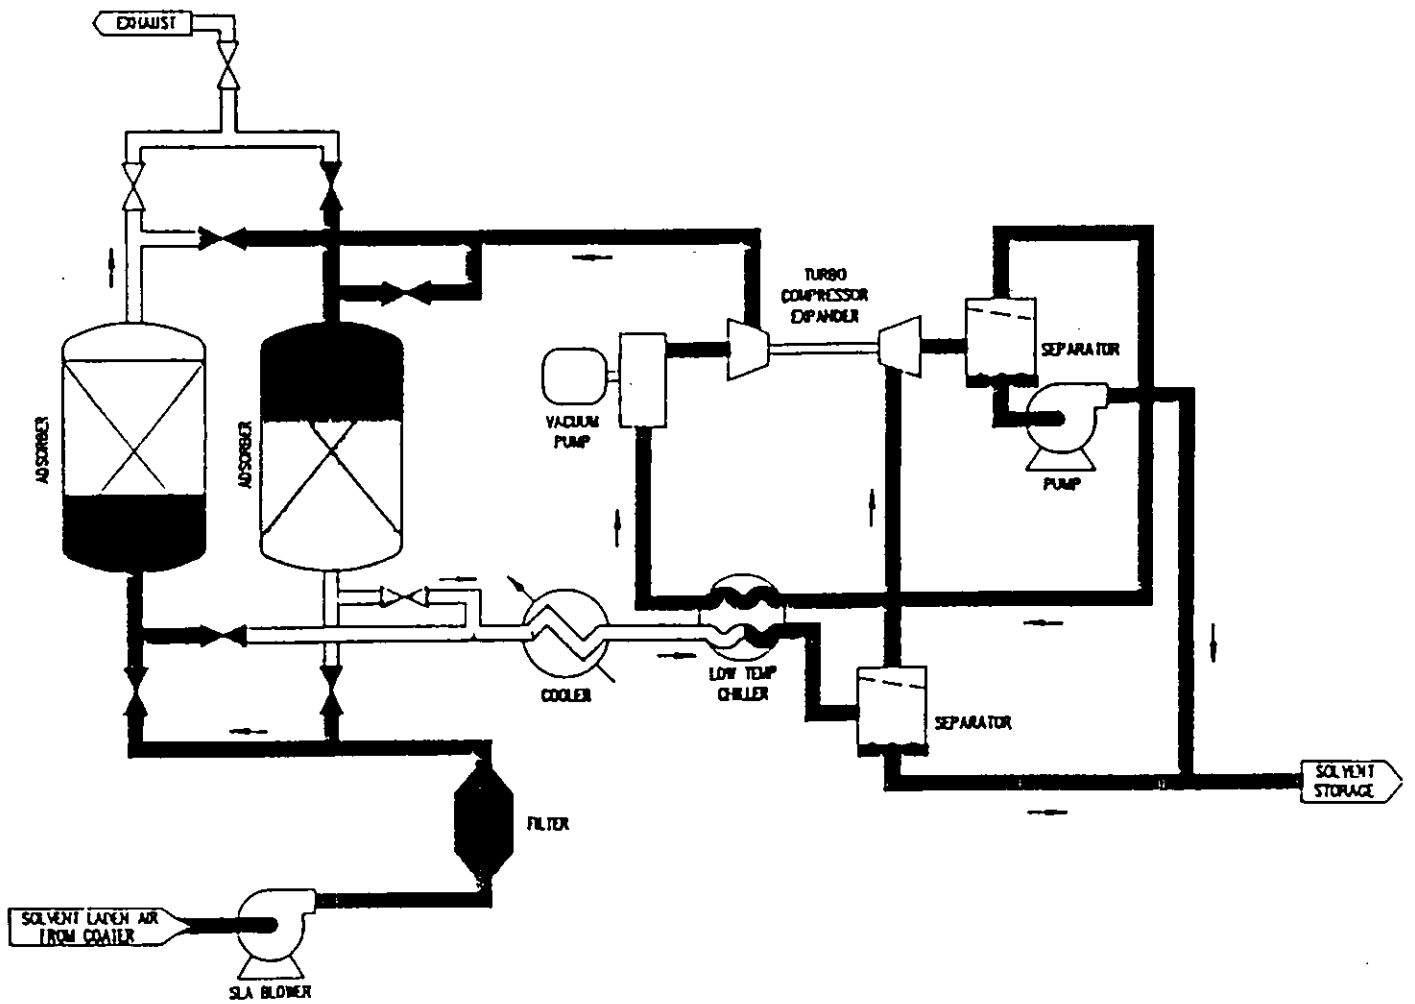 EXHAUST
TURBO
COMPRESSOR
EXPANDER
SEPARATOR
VACUUM
PUMP
ADSORBER
ADSORBER
PUMP
COOLER
LOW TEMP
CHILLER
SEPARATOR
SOLVENT
STORAGE
FILTER
SOLVENT LADEN AIR
FROM COATER
SLA BLOWER